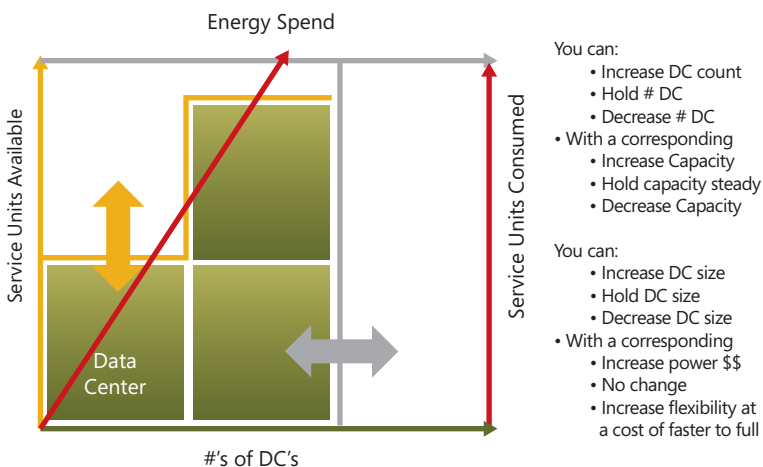 Energy Spend
Service Units Available
Data
Center
#'s of DC's
Service Units Consumed
You can:
• Increase DC count
• Hold # DC
• Decrease # DC
• With a corresponding
• Increase Capacity
• Hold capacity steady
• Decrease Capacity
You can:
• Increase DC size
• Hold DC size
• Decrease DC size
• With a corresponding
• Increase power $$
• No change
• Increase flexibility at
a cost of faster to full